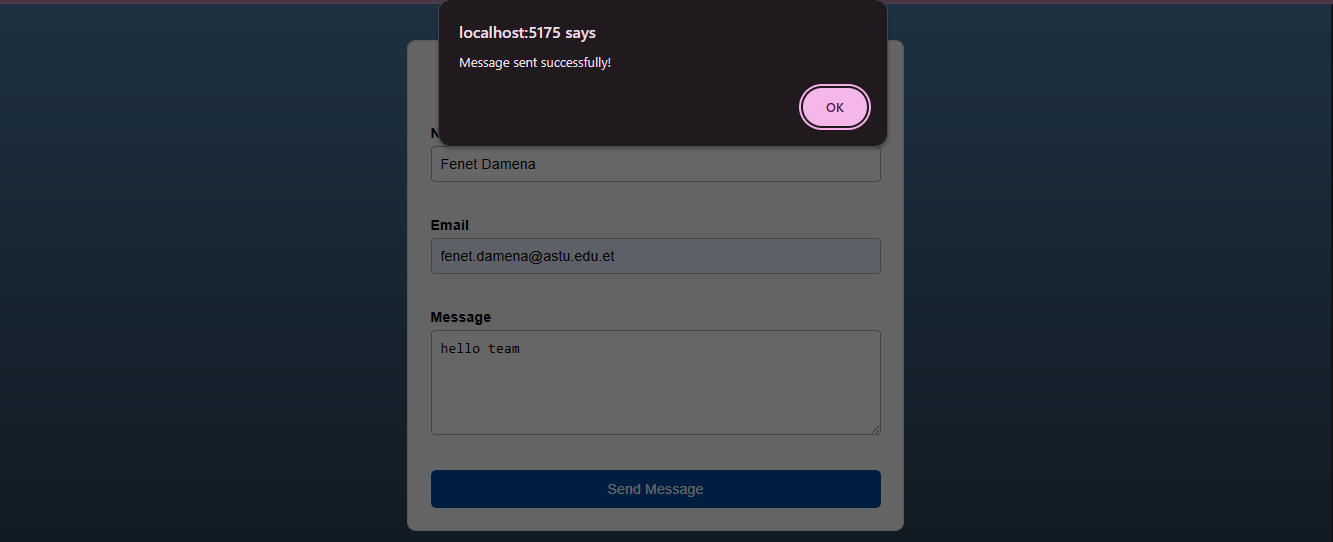 localhost:5175 says
Message sent successfully!
OK
Fenet Damena
Email
fenet.damena@astu.edu.et
Message
hello team
Send Message